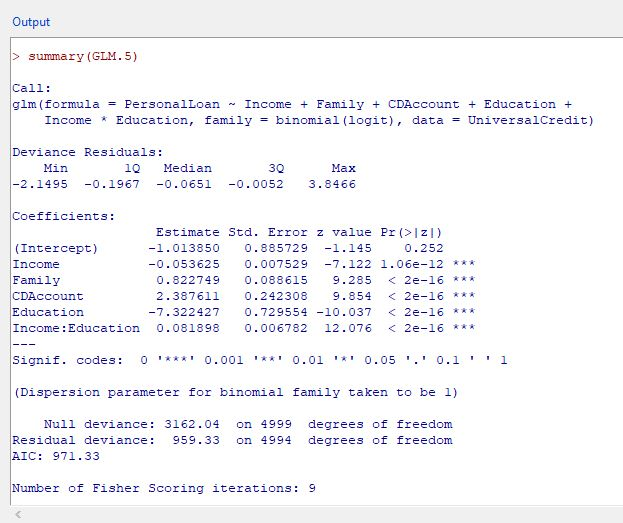 Output
> summary(GLM.5)
Call:
glm(formula = PersonalLoan ~ Income + Family + CDAccount + Education +
    Income * Education, family = binomial(logit), data = UniversalCredit)
Deviance Residuals:
    Min       1Q   Median       3Q      Max
-2.1495  -0.1967  -0.0651  -0.0052   3.8466
Coefficients:
                  Estimate Std. Error z value Pr(>|z|)
(Intercept)      -1.013850   0.885729  -1.145    0.252
Income           -0.053625   0.007529  -7.122 1.06e-12 ***
Family            0.822749   0.088615   9.285  < 2e-16 ***
CDAccount         2.387611   0.242308   9.854  < 2e-16 ***
Education        -7.322427   0.729554 -10.037  < 2e-16 ***
Income:Education  0.081898   0.006782  12.076  < 2e-16 ***
---
Signif. codes:  0 '***' 0.001 '**' 0.01 '*' 0.05 '.' 0.1 ' ' 1
(Dispersion parameter for binomial family taken to be 1)
    Null deviance: 3162.04  on 4999  degrees of freedom
Residual deviance:  959.33  on 4994  degrees of freedom
AIC: 971.33
Number of Fisher Scoring iterations: 9